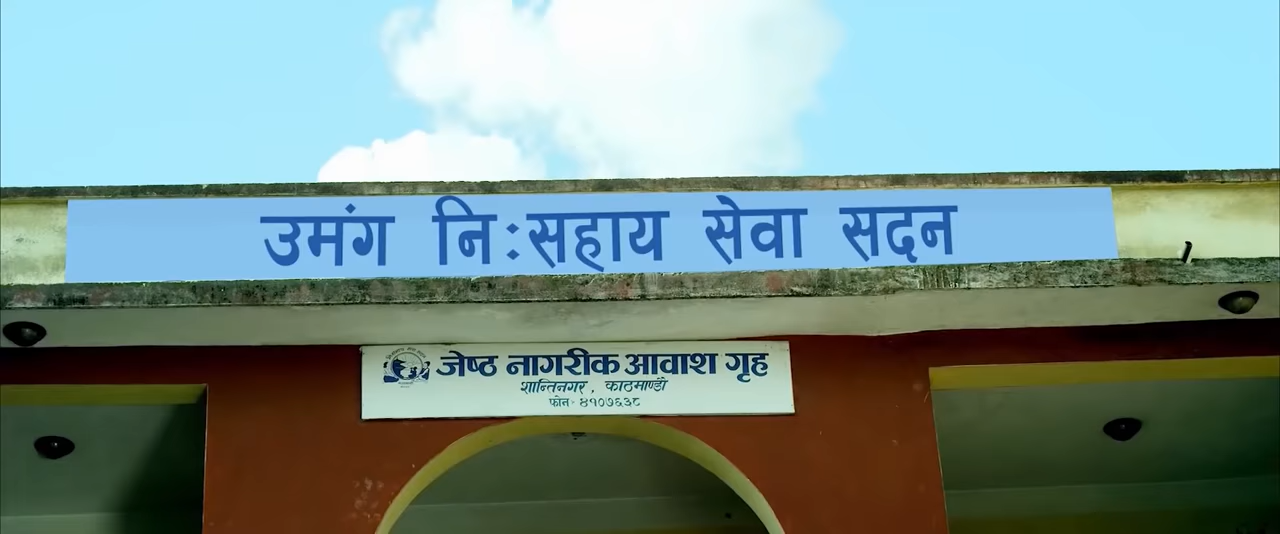 उमंग निःसहाय सेवा सदन
जेष्ठ नागरीक आवाश गृह
शान्तिनगर, काठमाण्डौ
फोन: ४१०७६३८